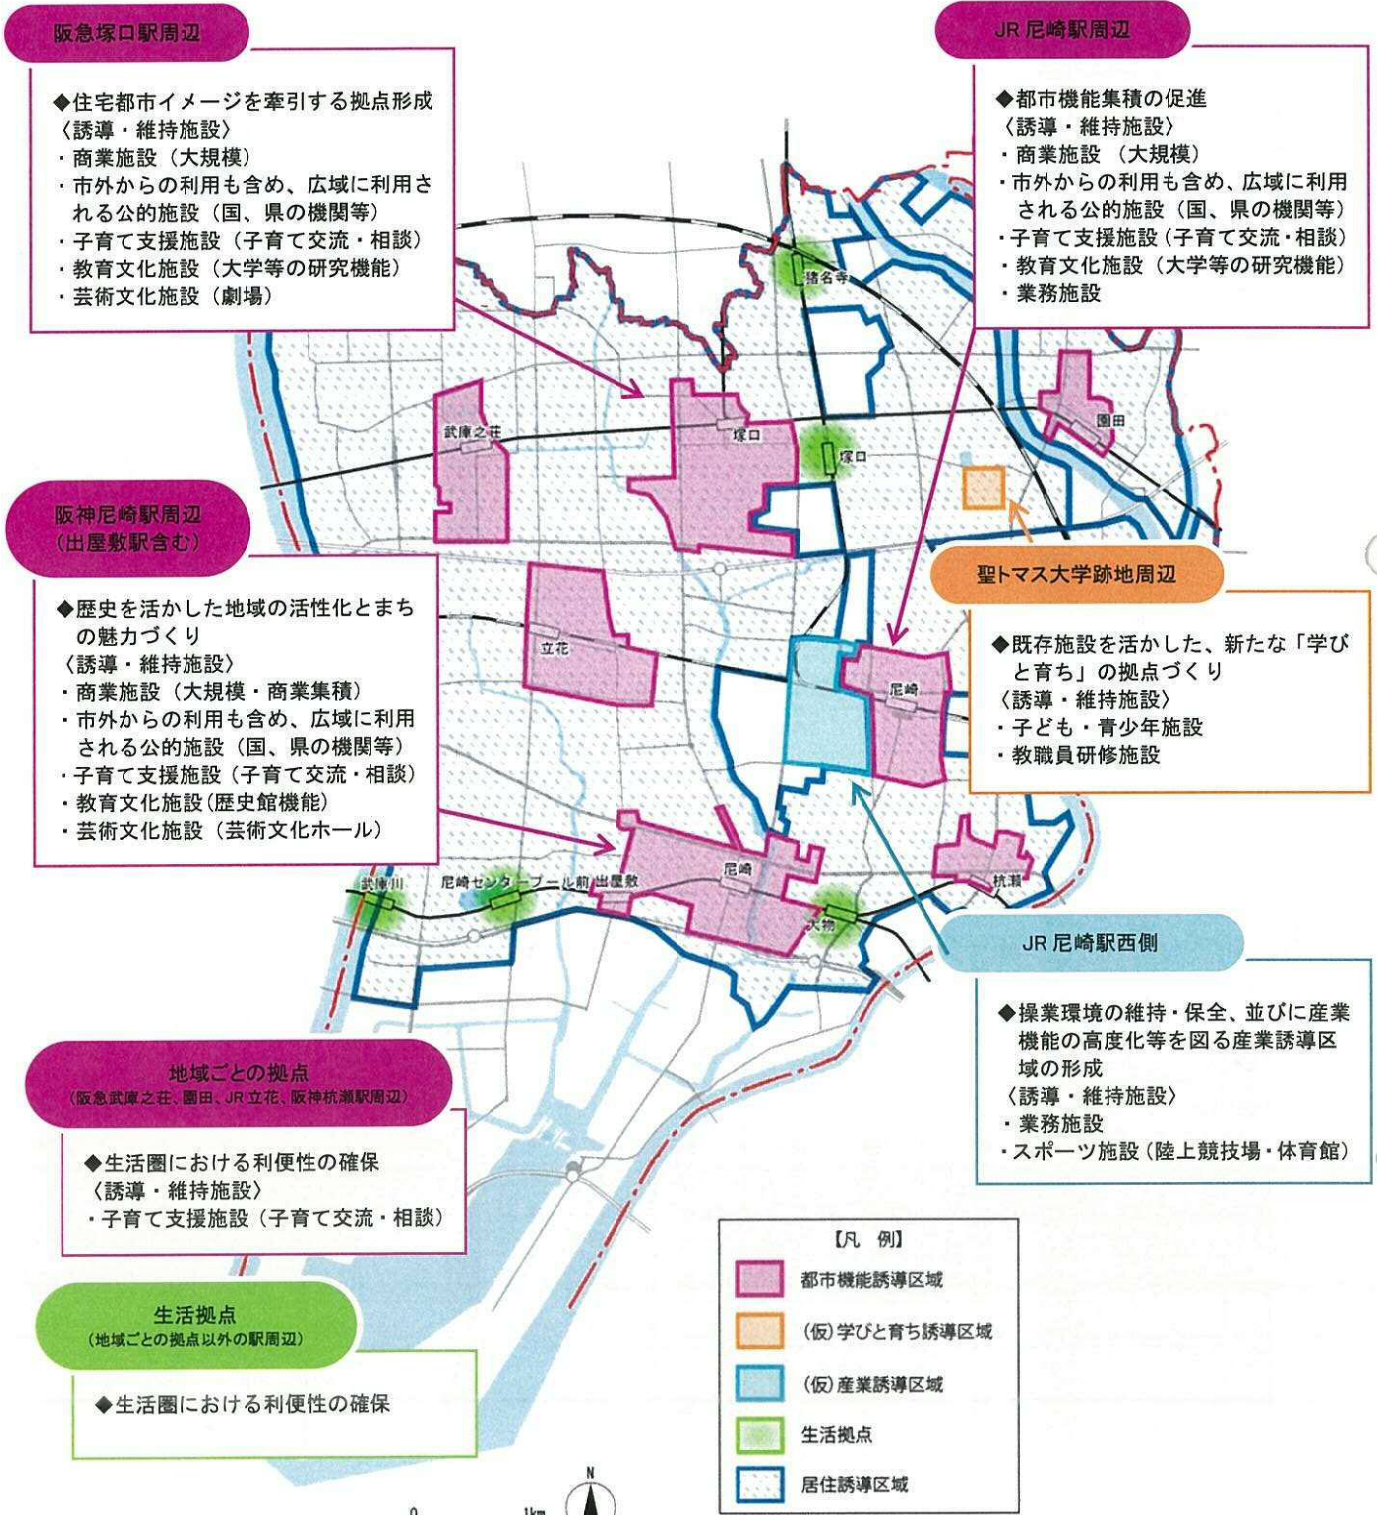 阪急塚口駅周辺
◆住宅都市イメージを牽引する拠点形成
〈誘導・維持施設〉
・商業施設（大規模）
・市外からの利用も含め、広域に利用さ
れる公的施設（国、県の機関等）
・子育て支援施設（子育て交流・相談）
・教育文化施設（大学等の研究機能）
・芸術文化施設（劇場）
JR尼崎駅周辺
◆都市機能集積の促進
〈誘導・維持施設〉
・商業施設（大規模）
・市外からの利用も含め、広域に利用
される公的施設（国、県の機関等）
・子育て支援施設（子育て交流・相談）
・教育文化施設（大学等の研究機能）
・業務施設
猪名寺
武庫之荘
塚口
塚口
園田
阪神尼崎駅周辺
（出屋敷駅含む）
◆歴史を活かした地域の活性化とまち
の魅力づくり
〈誘導・維持施設〉
・商業施設（大規模・商業集積）
・市外からの利用も含め、広域に利用
される公的施設（国、県の機関等）
・子育て支援施設（子育て交流・相談）
・教育文化施設（歴史館機能）
・芸術文化施設（芸術文化ホール）
聖トマス大学跡地周辺
◆既存施設を活かした、新たな「学び
と育ち」の拠点づくり
〈誘導・維持施設〉
・子ども・青少年施設
・教職員研修施設
立花
尼崎
武庫川
尼崎センタープール前
出屋敷
尼崎
大物
杭瀬
JR尼崎駅西側
◆操業環境の維持・保全、並びに産業
機能の高度化等を図る産業誘導区
域の形成
〈誘導・維持施設〉
・業務施設
・スポーツ施設（陸上競技場・体育館）
地域ごとの拠点
（阪急武庫之荘、園田、JR立花、阪神杭瀬駅周辺）
◆生活圏における利便性の確保
〈誘導・維持施設〉
・子育て支援施設（子育て交流・相談）
生活拠点
（地域ごとの拠点以外の駅周辺）
◆生活圏における利便性の確保
【凡 例】
都市機能誘導区域
（仮）学びと育ち誘導区域
（仮）産業誘導区域
生活拠点
居住誘導区域
N
0 1km